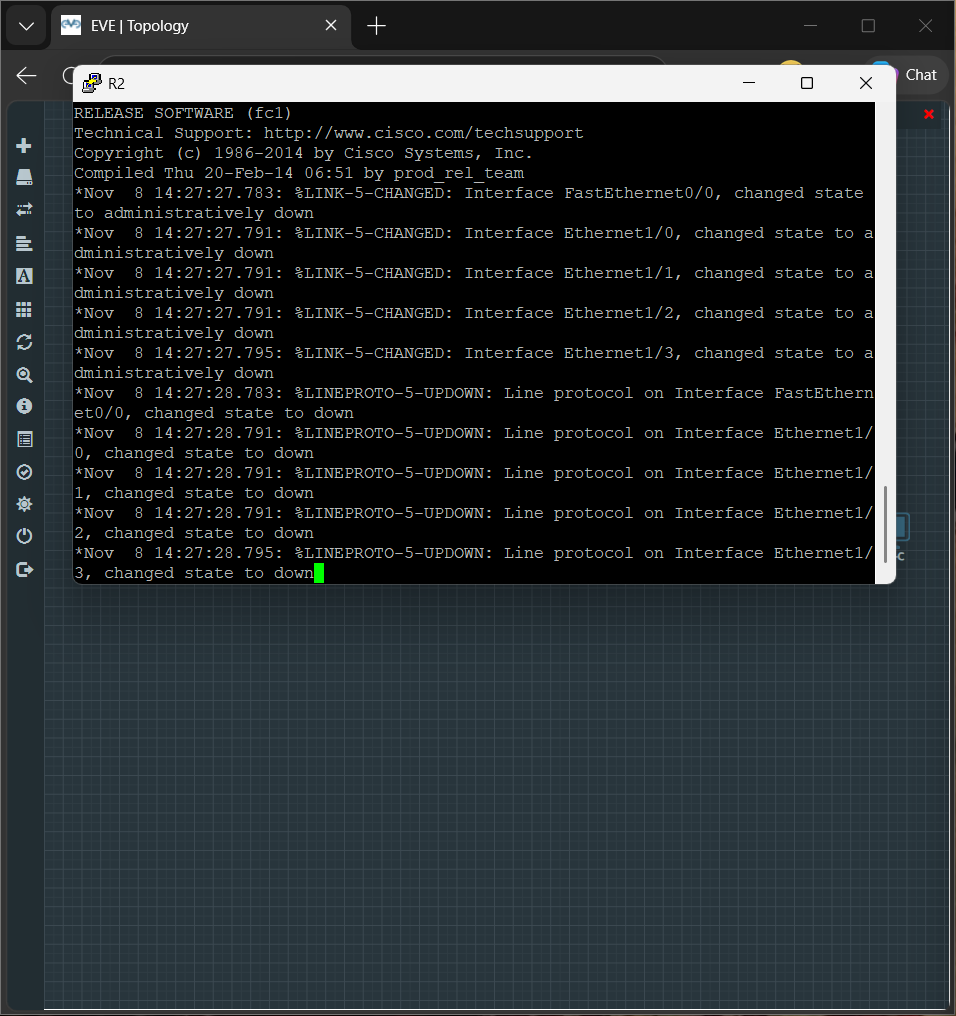 EVE | Topology
Chat
R2
RELEASE SOFTWARE (fc1)
Technical Support: http://www.cisco.com/techsupport
Copyright (c) 1986-2014 by Cisco Systems, Inc.
Compiled Thu 20-Feb-14 06:51 by prod_rel_team
*Nov  8 14:27:27.783: %LINK-5-CHANGED: Interface FastEthernet0/0, changed state
to administratively down
*Nov  8 14:27:27.791: %LINK-5-CHANGED: Interface Ethernet1/0, changed state to a
dministratively down
*Nov  8 14:27:27.791: %LINK-5-CHANGED: Interface Ethernet1/1, changed state to a
dministratively down
*Nov  8 14:27:27.791: %LINK-5-CHANGED: Interface Ethernet1/2, changed state to a
dministratively down
*Nov  8 14:27:27.795: %LINK-5-CHANGED: Interface Ethernet1/3, changed state to a
dministratively down
*Nov  8 14:27:28.783: %LINEPROTO-5-UPDOWN: Line protocol on Interface FastEthern
et0/0, changed state to down
*Nov  8 14:27:28.791: %LINEPROTO-5-UPDOWN: Line protocol on Interface Ethernet1/
0, changed state to down
*Nov  8 14:27:28.791: %LINEPROTO-5-UPDOWN: Line protocol on Interface Ethernet1/
1, changed state to down
*Nov  8 14:27:28.791: %LINEPROTO-5-UPDOWN: Line protocol on Interface Ethernet1/
2, changed state to down
*Nov  8 14:27:28.795: %LINEPROTO-5-UPDOWN: Line protocol on Interface Ethernet1/
3, changed state to down